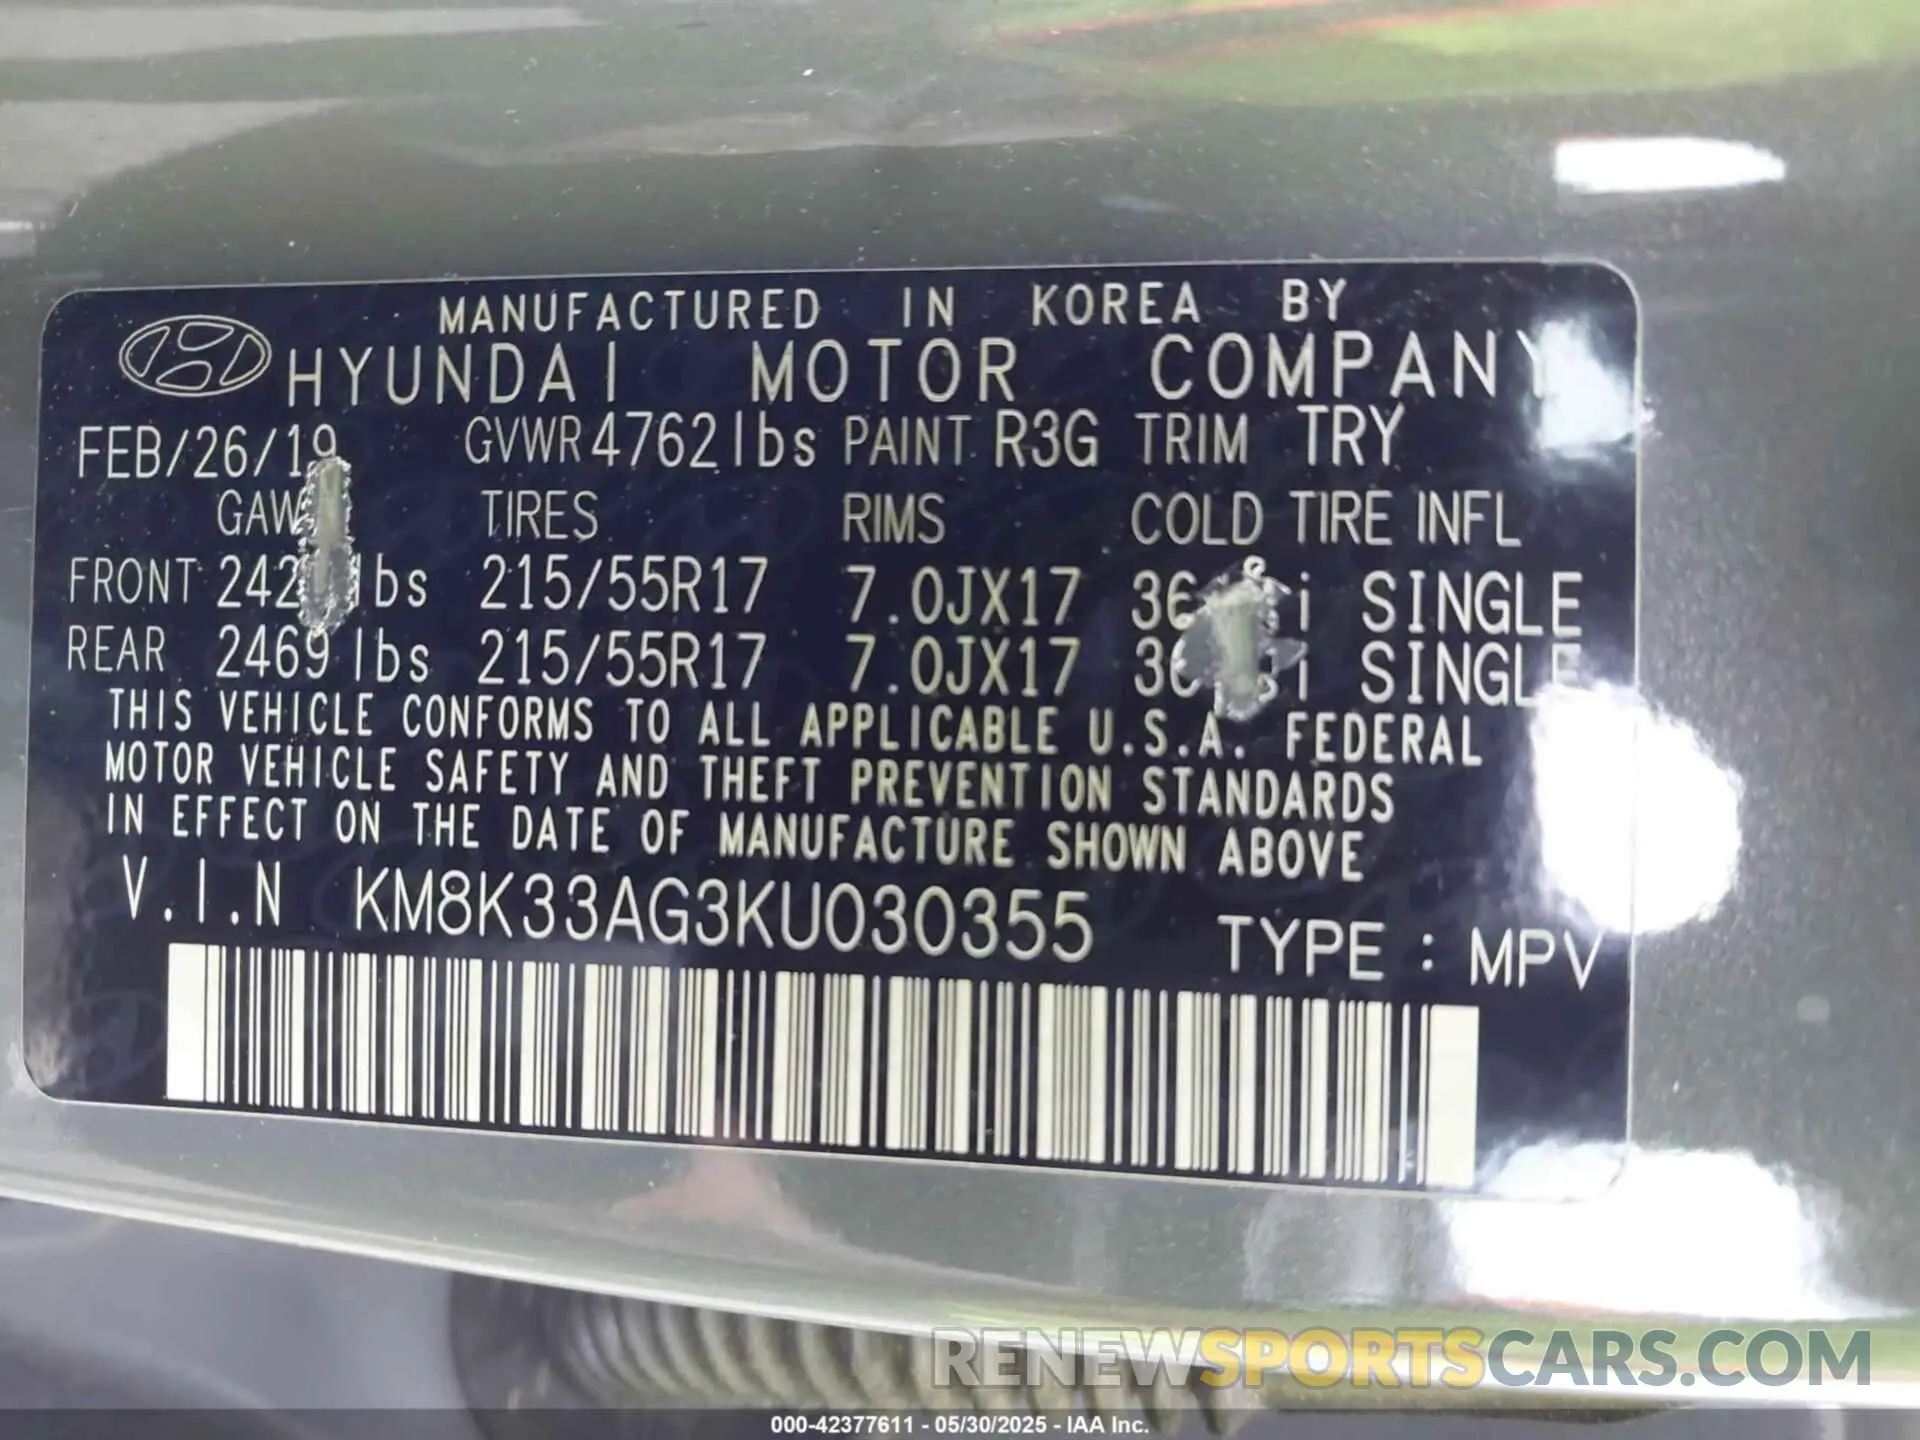 MANUFACTURED IN KOREA BY
HYUNDAI MOTOR COMPANY
FEB/26/19 GVWR 4762lbs PAINT R3G TRIM TRY
TIRES RIMS COLD TIRE INFL
FRONT 215/55R17 7.0JX17 SINGLE
REAR 2469 lbs 215/55R17 7.0JX17 SINGLE
THIS VEHICLE CONFORMS TO ALL APPLICABLE U.S.A. FEDERAL
MOTOR VEHICLE SAFETY AND THEFT PREVENTION STANDARDS
IN EFFECT ON THE DATE OF MANUFACTURE SHOWN ABOVE
V.I.N KM8K33AG3KU030355 TYPE : MPV
RENEWSPORTSCARS.COM
000-42377611 - 05/30/2025 - IAA Inc.